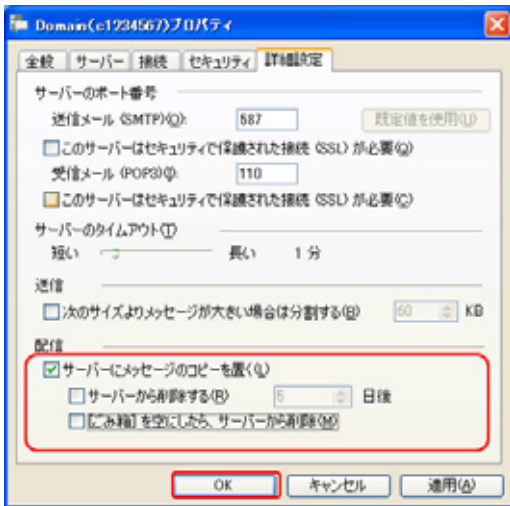 Domain(c1234567)プロパティ
全般 サーバー 接続 セキュリティ 詳細設定
サーバーのポート番号
送信メール (SMTP)(O): 587 既定値を使用(U)
このサーバーはセキュリティで保護された接続 (SSL) が必要(Q)
受信メール (POP3)(I): 110
このサーバーはセキュリティで保護された接続 (SSL) が必要(C)
サーバーのタイムアウト(T)
短い 長い 1 分
送信
次のサイズよりメッセージが大きい場合は分割する(B) 60 KB
配信
サーバーにメッセージのコピーを置く(L)
サーバーから削除する(R) 5 日後
[ごみ箱] を空にしたら、サーバーから削除(M)
OK キャンセル 適用(A)